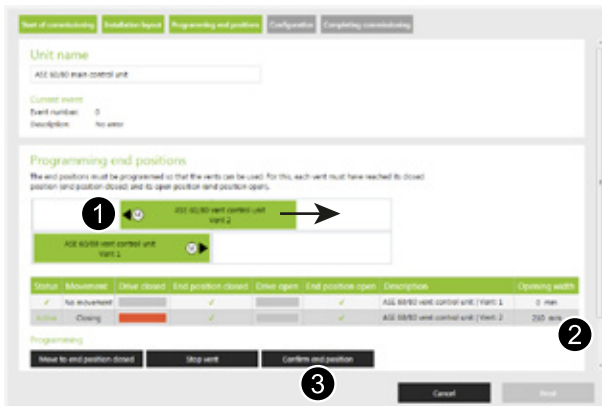 Start of commissioning Installation layout Programming end positions Configuration Completing commissioning
Unit name
ASE 60/80 main control unit
Current event
Event number: 0
Description: No error
Programming end positions
The end positions must be programmed so that the vents can be used. For this, each vent must have reached its closed
position (end position closed) and its open position (end position open).
1
ASE 60/80 vent control unit
Vent 2
ASE 60/80 vent control unit
Vent 1
Status Movement Drive closed End position closed Drive open End position open Description Opening width
No movement ASE 60/80 vent control unit | Vent 1 0 mm
Active Closing ASE 60/80 vent control unit | Vent 2 210 mm
2
Programming
Move to end position closed Stop vent Confirm end position
3
Cancel Next